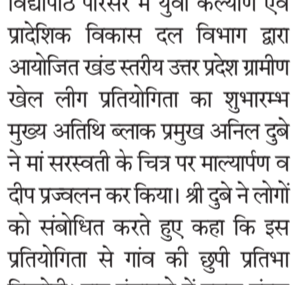 विद्यापीठ परिसर में युवा कल्याण एवं
प्रादेशिक विकास दल विभाग द्वारा
आयोजित खंड स्तरीय उत्तर प्रदेश ग्रामीण
खेल लीग प्रतियोगिता का शुभारम्भ
मुख्य अतिथि ब्लाक प्रमुख अनिल दुबे
ने मां सरस्वती के चित्र पर माल्यार्पण व
दीप प्रज्वलन कर किया। श्री दुबे ने लोगों
को संबोधित करते हुए कहा कि इस
प्रतियोगिता से गांव की छुपी प्रतिभा